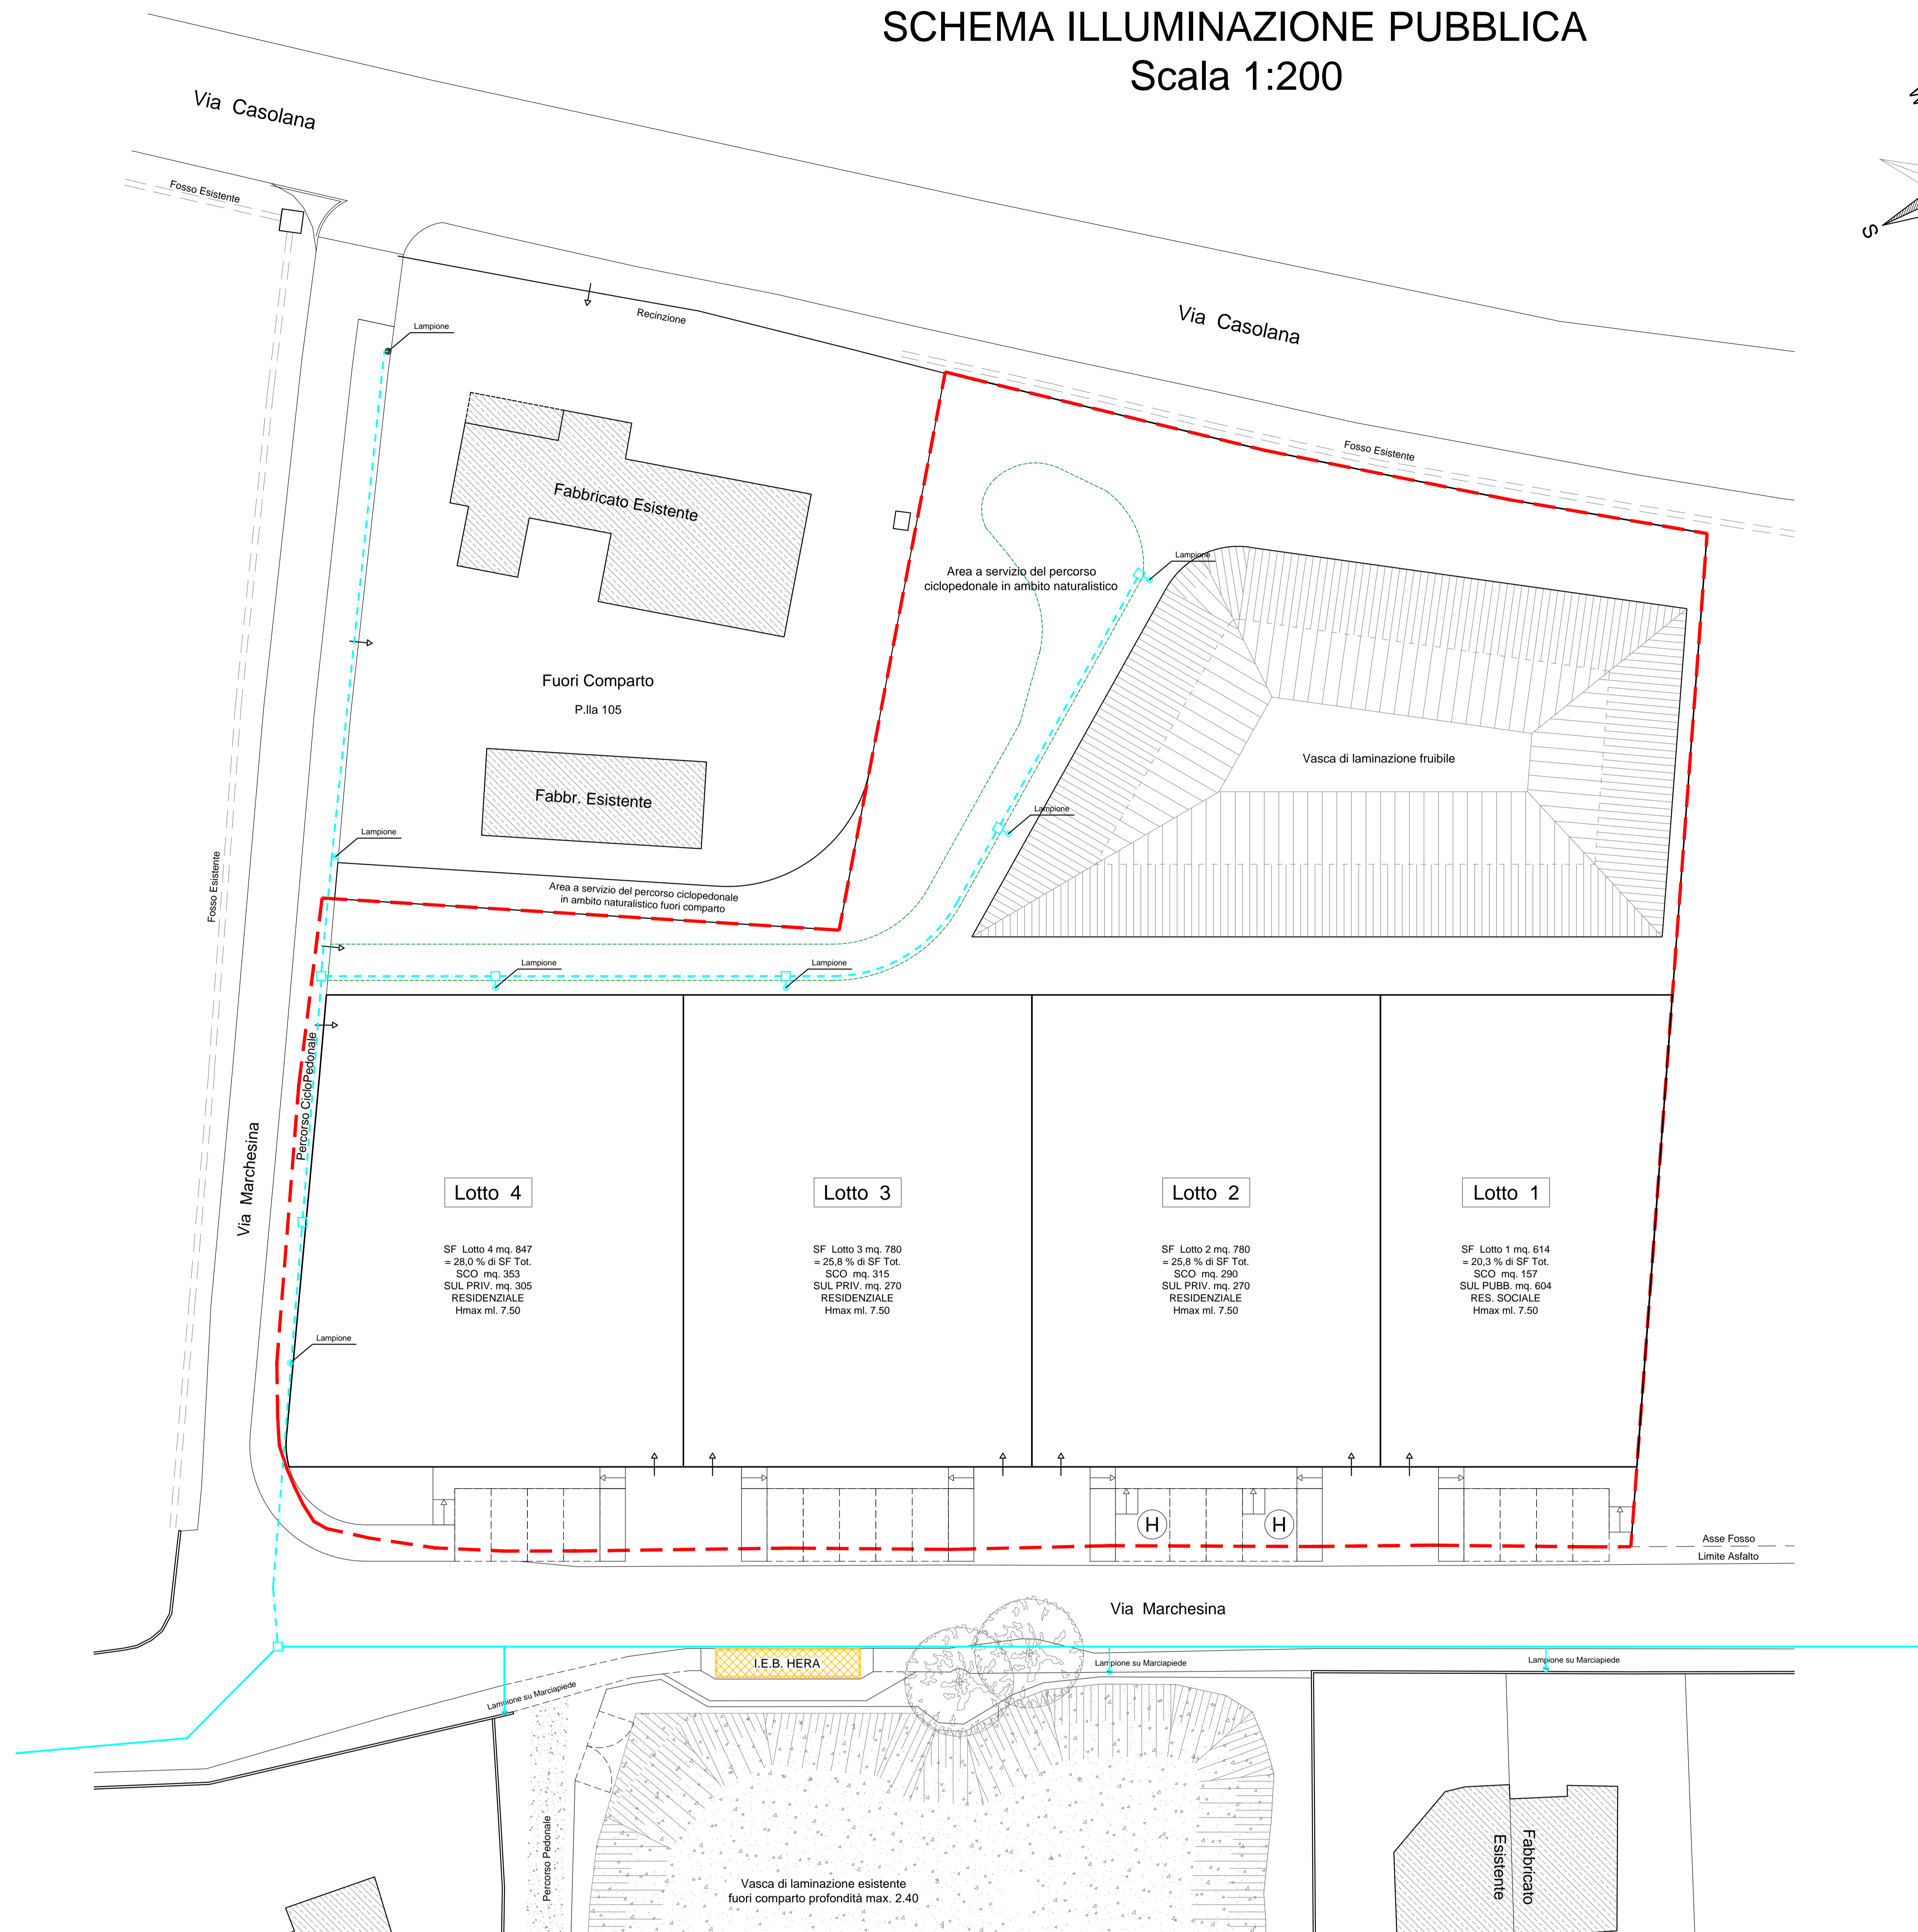 SCHEMA ILLUMINAZIONE PUBBLICA
Scala 1:200
Via Casolana
Fosso Esistente
S
Via Casolana
Recinzione
Lampione
Fosso Esistente
Fabbricato Esistente
Lampione
Area a servizio del percorso
ciclopedonale in ambito naturalistico
Fuori Comparto
P.lla 105
Vasca di laminazione fruibile
Fabbr. Esistente
Lampione
Lampione
Fosso Esistente
Area a servizio del percorso ciclopedonale
in ambito naturalistico fuori comparto
Lampione
Lampione
Percorso CicloPedonale
Via Marchesina
Lotto 4
Lotto 3
Lotto 2
Lotto 1
SF Lotto 4 mq. 847
= 28,0 % di SF Tot.
SCO mq. 353
SUL PRIV. mq. 305
RESIDENZIALE
Hmax ml. 7.50
SF Lotto 3 mq. 780
= 25,8 % di SF Tot.
SCO mq. 315
SUL PRIV. mq. 270
RESIDENZIALE
Hmax ml. 7.50
SF Lotto 2 mq. 780
= 25,8 % di SF Tot.
SCO mq. 290
SUL PRIV. mq. 270
RESIDENZIALE
Hmax ml. 7.50
SF Lotto 1 mq. 614
= 20,3 % di SF Tot.
SCO mq. 157
SUL PUBB. mq. 604
RES. SOCIALE
Hmax ml. 7.50
Lampione
H
H
Asse Fosso
Limite Asfalto
Via Marchesina
I.E.B. HERA
Lampione su Marciapiede
Lampione su Marciapiede
Lampione su Marciapiede
Percorso Pedonale
Vasca di laminazione esistente
fuori comparto profondità max. 2.40
Fabbricato
Esistente